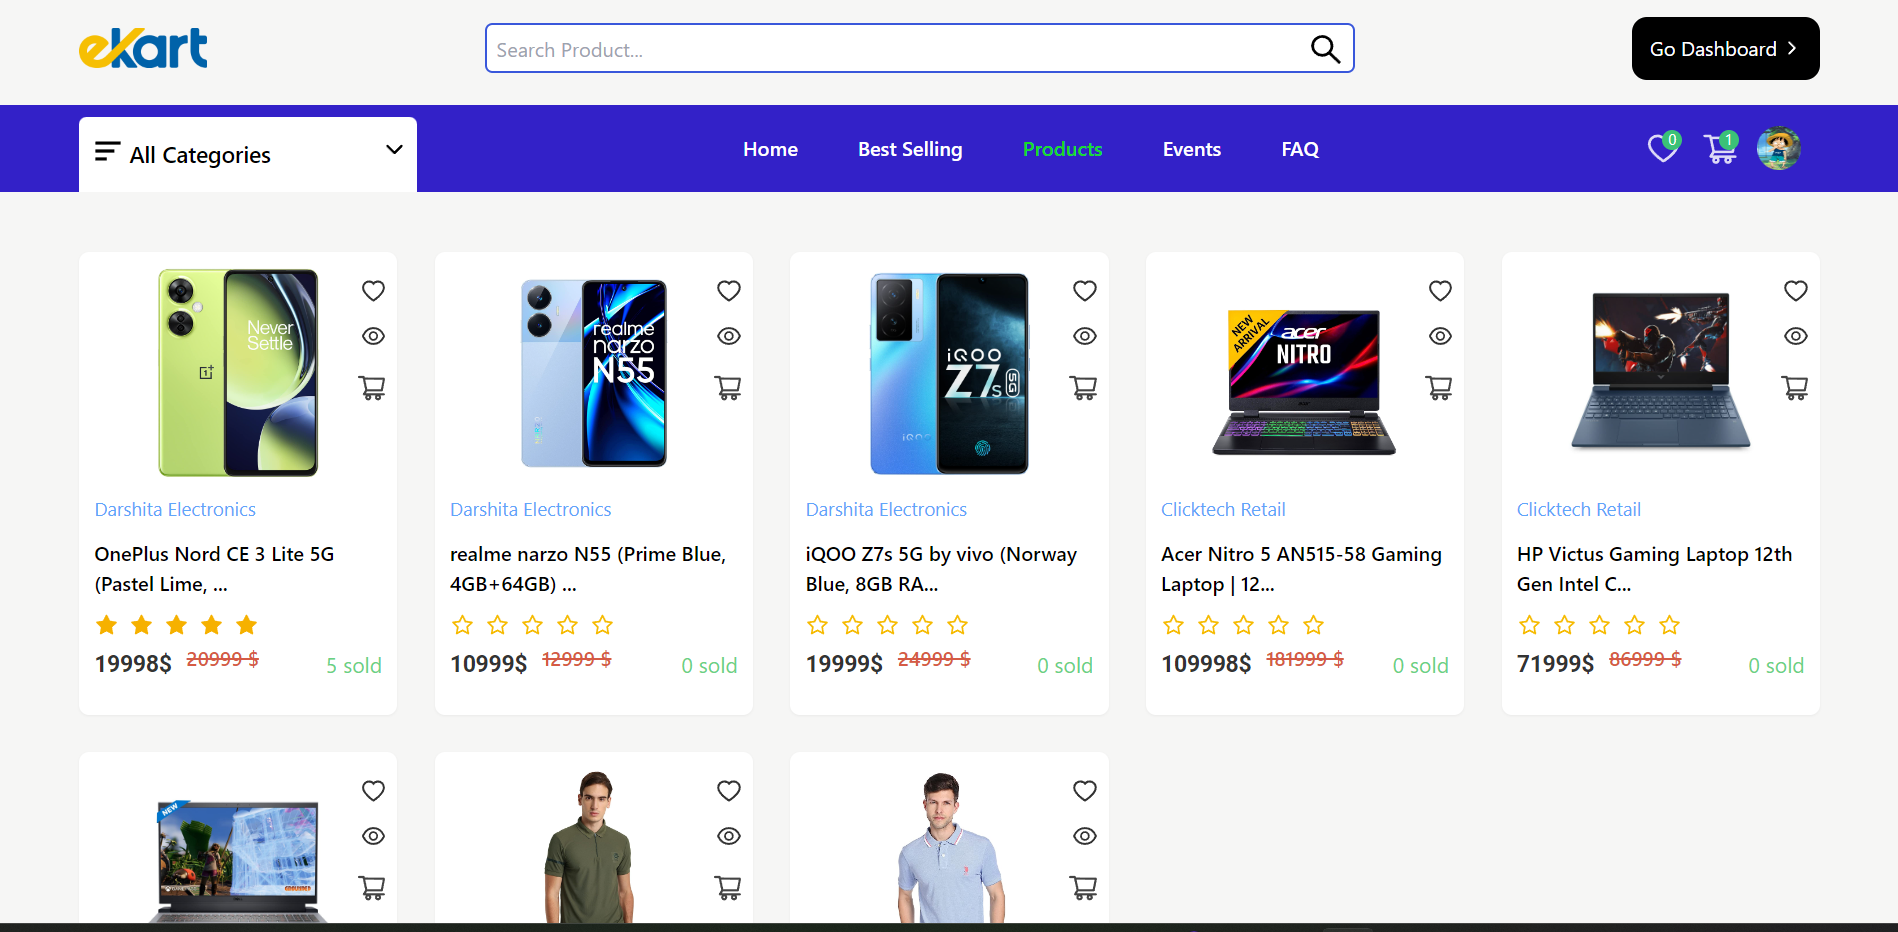 ekart
Search Product...
Go Dashboard
All Categories
Home
Best Selling
Products
Events
FAQ
0
1
Never
Settle
realme
narzo
N55
iQOO
Z7s 5G
iQOO
NEW
ARRIVAL
acer
NITRO
Darshita Electronics
Darshita Electronics
Darshita Electronics
Clicktech Retail
Clicktech Retail
OnePlus Nord CE 3 Lite 5G
(Pastel Lime, ...
realme narzo N55 (Prime Blue,
4GB+64GB) ...
iQOO Z7s 5G by vivo (Norway
Blue, 8GB RA...
Acer Nitro 5 AN515-58 Gaming
Laptop | 12...
HP Victus Gaming Laptop 12th
Gen Intel C...
19998$ 20999 $ 5 sold
10999$ 12999 $ 0 sold
19999$ 24999 $ 0 sold
109998$ 181999 $ 0 sold
71999$ 86999 $ 0 sold
NEW
GROUNDED